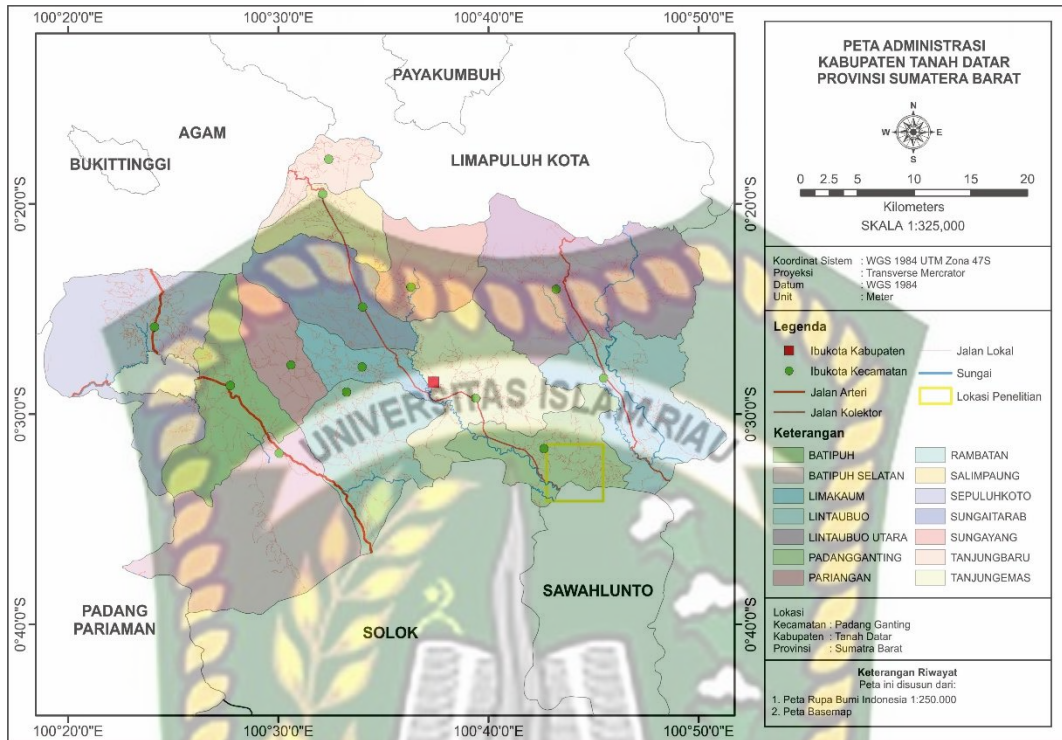 100°20'0"E 100°30'0"E 100°40'0"E 100°50'0"E
0°20'0"S 0°20'0"S
0°30'0"S 0°30'0"S
0°40'0"S 0°40'0"S
100°20'0"E 100°30'0"E 100°40'0"E 100°50'0"E
PAYAKUMBUH
AGAM
BUKITTINGGI
LIMAPULUH KOTA
UNIVERSITAS ISLAM RIAU
SAWAHLUNTO
PADANG
PARIAMAN
SOLOK
PETA ADMINISTRASI
KABUPATEN TANAH DATAR
PROVINSI SUMATERA BARAT
N
W E
S
0 2.5 5 10 15 20
Kilometers
SKALA 1:325,000
Koordinat Sistem : WGS 1984 UTM Zona 47S
Proyeksi : Transverse Mercrator
Datum : WGS 1984
Unit : Meter
Legenda
Ibukota Kabupaten Jalan Lokal
Ibukota Kecamatan Sungai
Jalan Arteri Lokasi Penelitian
Jalan Kolektor
Keterangan
BATIPUH RAMBATAN
BATIPUH SELATAN SALIMPAUNG
LIMAKAUM SEPULUHKOTO
LINTAUBUO SUNGAITARAB
LINTAUBUO UTARA SUNGAYANG
PADANGGANTING TANJUNGBARU
PARIANGAN TANJUNGEMAS
Lokasi
Kecamatan : Padang Ganting
Kabupaten : Tanah Datar
Provinsi : Sumatra Barat
Keterangan Riwayat
Peta ini disusun dari:
1. Peta Rupa Bumi Indonesia 1:250.000
2. Peta Basemap